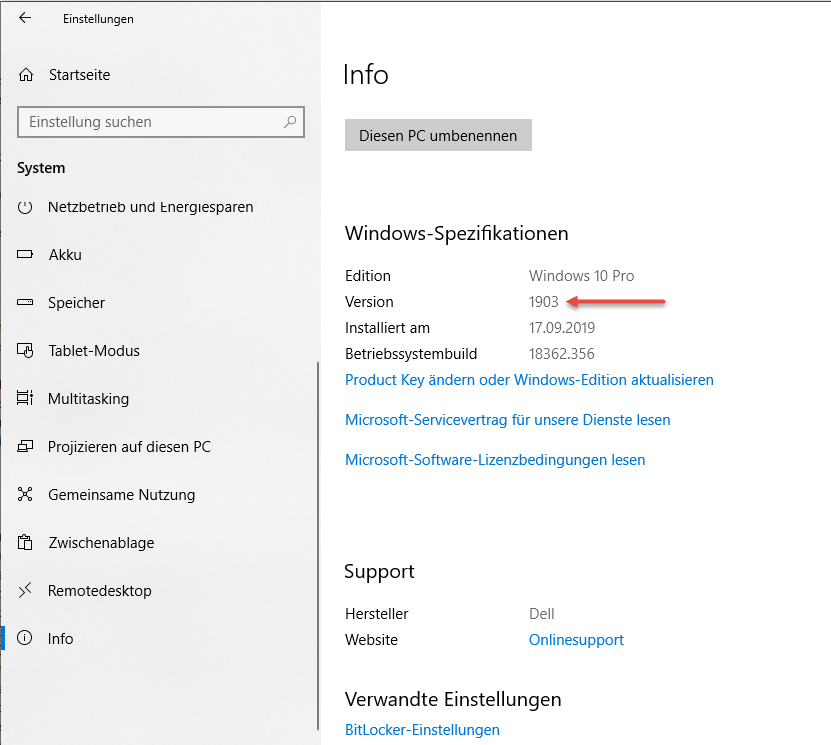 Einstellungen
Startseite
Einstellung suchen
System
Netzbetrieb und Energiesparen
Akku
Speicher
Tablet-Modus
Multitasking
Projizieren auf diesen PC
Gemeinsame Nutzung
Zwischenablage
Remotedesktop
Info
Info
Diesen PC umbenennen
Windows-Spezifikationen
Edition Windows 10 Pro
Version 1903
Installiert am 17.09.2019
Betriebssystembuild 18362.356
Product Key ändern oder Windows-Edition aktualisieren
Microsoft-Servicevertrag für unsere Dienste lesen
Microsoft-Software-Lizenzbedingungen lesen
Support
Hersteller Dell
Website Onlinesupport
Verwandte Einstellungen
BitLocker-Einstellungen